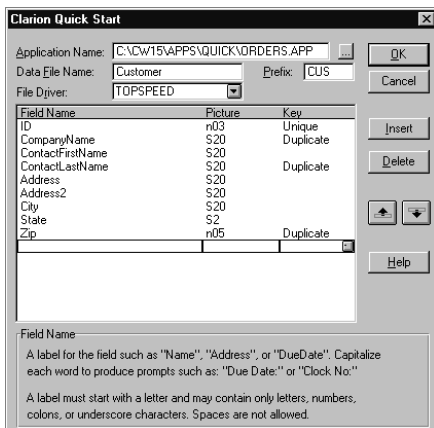 Clarion Quick Start
Application Name: C:\CW15\APPS\QUICK\ORDERS.APP ...
OK
Data File Name: Customer Prefix: CUS
Cancel
File Driver: TOPSPEED
Field Name Picture Key
ID n03 Unique
CompanyName S20 Duplicate
Insert
ContactFirstName S20
ContactLastName S20 Duplicate
Address S20
Delete
Address2 S20
City S20
State S2
Zip n05 Duplicate
Help
Field Name
A label for the field such as "Name", "Address", or "DueDate". Capitalize
each word to produce prompts such as: "Due Date:" or "Clock No:"
A label must start with a letter and may contain only letters, numbers,
colons, or underscore characters. Spaces are not allowed.